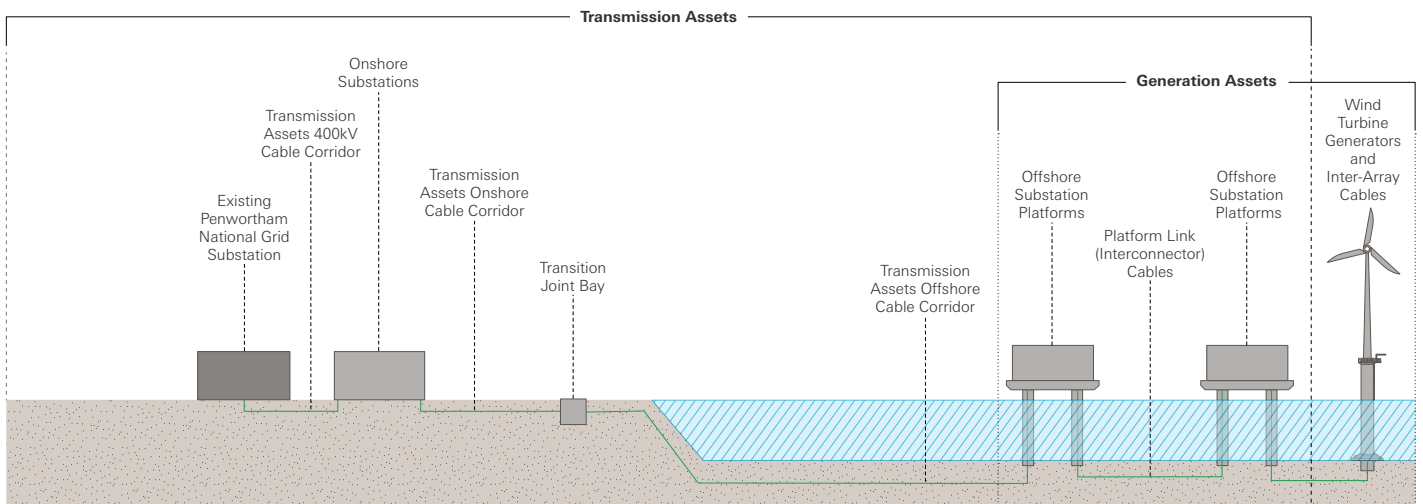 Transmission Assets
Onshore
Substations
Generation Assets
Transmission
Assets 400kV
Cable Corridor
Wind
Turbine
Generators
and
Inter-Array
Cables
Transmission
Assets Onshore
Cable Corridor
Offshore
Substation
Platforms
Offshore
Substation
Platforms
Existing
Penwortham
National Grid
Substation
Platform Link
(Interconnector)
Cables
Transition
Joint Bay
Transmission
Assets Offshore
Cable Corridor